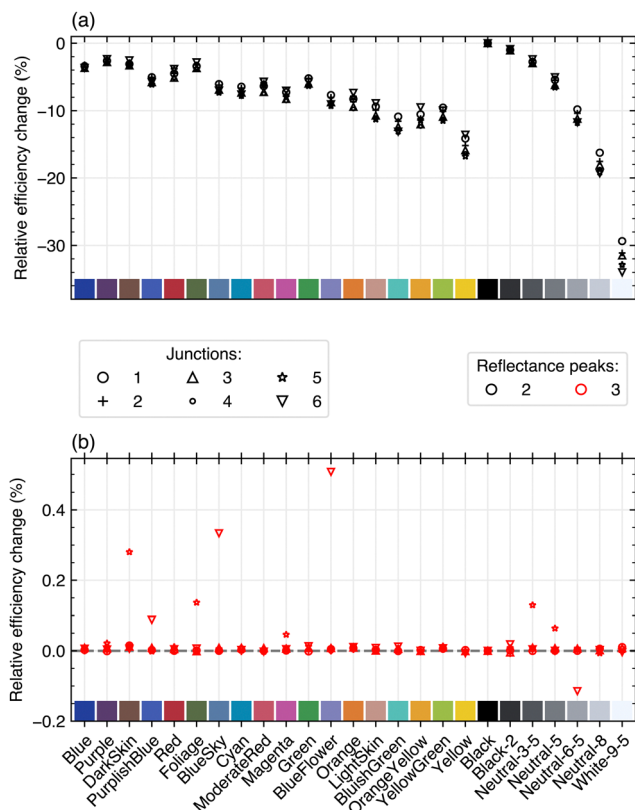 (a)
Relative efficiency change (%)
0
−10
−20
−30
Junctions:
1 3 5
2 4 6
Reflectance peaks:
2 3
(b)
Relative efficiency change (%)
0.4
0.2
0.0
−0.2
Blue
Purple
DarkSkin
PurplishBlue
Red
Foliage
BlueSky
Cyan
ModerateRed
Magenta
Green
BlueFlower
Orange
LightSkin
BluishGreen
OrangeYellow
YellowGreen
Yellow
Black
Black-2
Neutral-3-5
Neutral-5
Neutral-6-5
Neutral-8
White-9-5